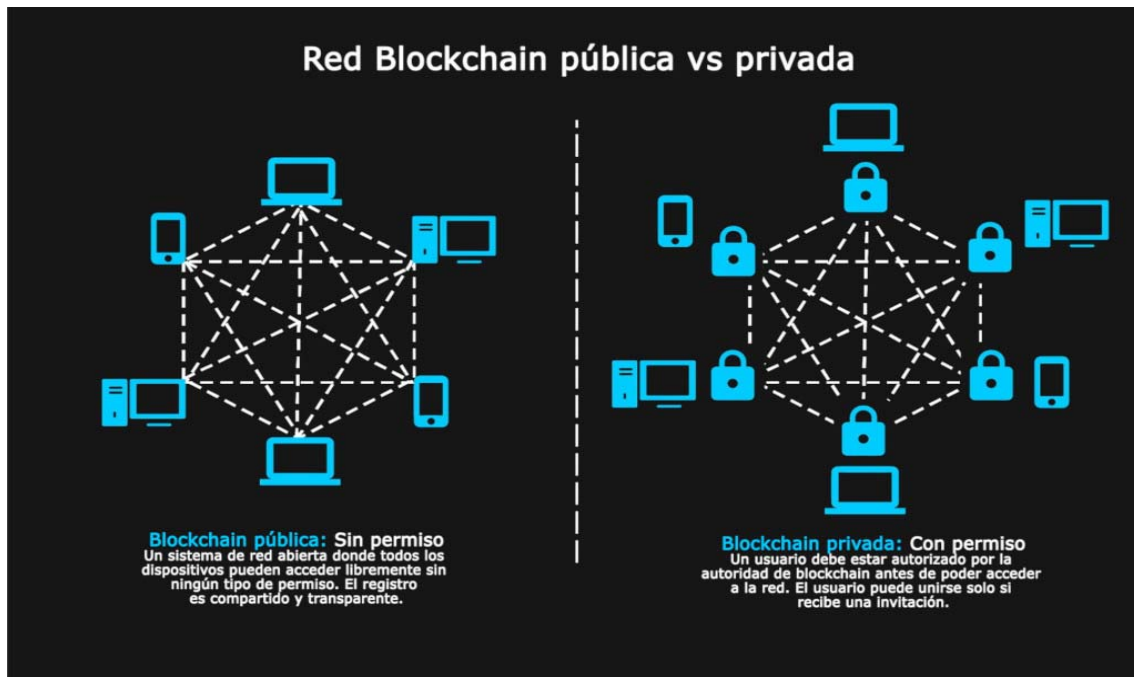 Red Blockchain pública vs privada
Blockchain pública: Sin permiso
Un sistema de red abierta donde todos los
dispositivos pueden acceder libremente sin
ningún tipo de permiso. El registro
es compartido y transparente.
Blockchain privada: Con permiso
Un usuario debe estar autorizado por la
autoridad de blockchain antes de poder acceder
a la red. El usuario puede unirse solo si
recibe una invitación.